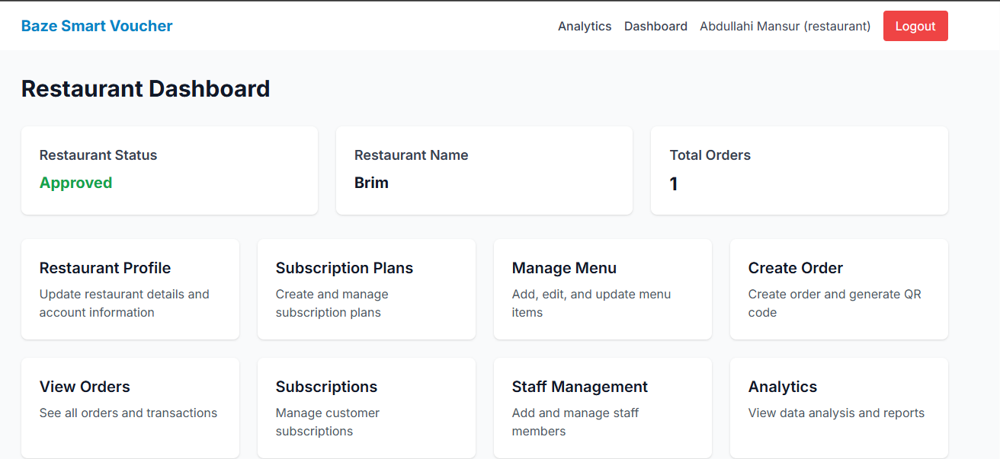 Baze Smart Voucher
Analytics Dashboard Abdullahi Mansur (restaurant) Logout
Restaurant Dashboard
Restaurant Status
Approved
Restaurant Name
Brim
Total Orders
1
Restaurant Profile
Update restaurant details and
account information
Subscription Plans
Create and manage
subscription plans
Manage Menu
Add, edit, and update menu
items
Create Order
Create order and generate QR
code
View Orders
See all orders and transactions
Subscriptions
Manage customer
subscriptions
Staff Management
Add and manage staff
members
Analytics
View data analysis and reports